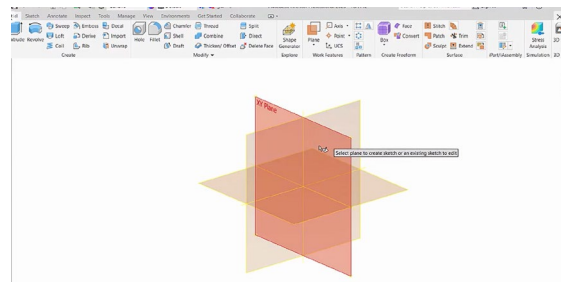 Sketch Annotate Inspect Tools Manage View Environments Get Started Collaborate
Extrude Revolve Sweep Emboss Decal Hole Fillet Chamfer Thread Split Shape Generator Plane Axis Box Face Stitch Stress Analysis 3D
Loft Derive Import Shell Combine Direct Point Convert Patch Trim
Coil Rib Unwrap Draft Thicken/ Offset Delete Face UCS Sculpt Extend
Create Modify Explore Work Features Pattern Create Freeform Surface Simulation 3D
XY Plane
Select plane to create sketch or an existing sketch to edit